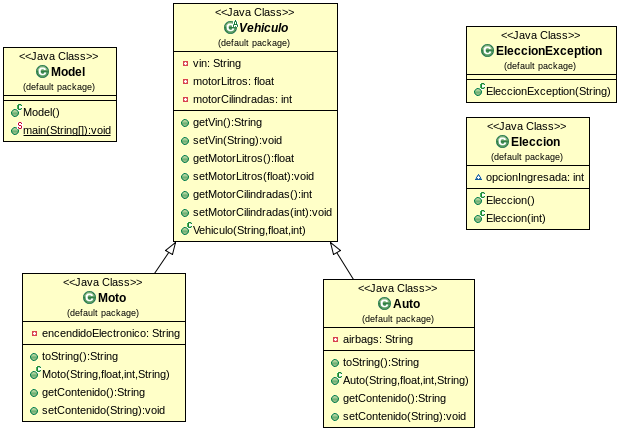 <<Java Class>>
Model
(default package)
Model()
main(String[]):void
<<Java Class>>
Vehiculo
(default package)
vin: String
motorLitros: float
motorCilindradas: int
getVin():String
setVin(String):void
getMotorLitros():float
setMotorLitros(float):void
getMotorCilindradas():int
setMotorCilindradas(int):void
Vehiculo(String,float,int)
<<Java Class>>
EleccionException
(default package)
EleccionException(String)
<<Java Class>>
Eleccion
(default package)
opcionIngresada: int
Eleccion()
Eleccion(int)
<<Java Class>>
Moto
(default package)
encendidoElectronico: String
toString():String
Moto(String,float,int,String)
getContenido():String
setContenido(String):void
<<Java Class>>
Auto
(default package)
airbags: String
toString():String
Auto(String,float,int,String)
getContenido():String
setContenido(String):void